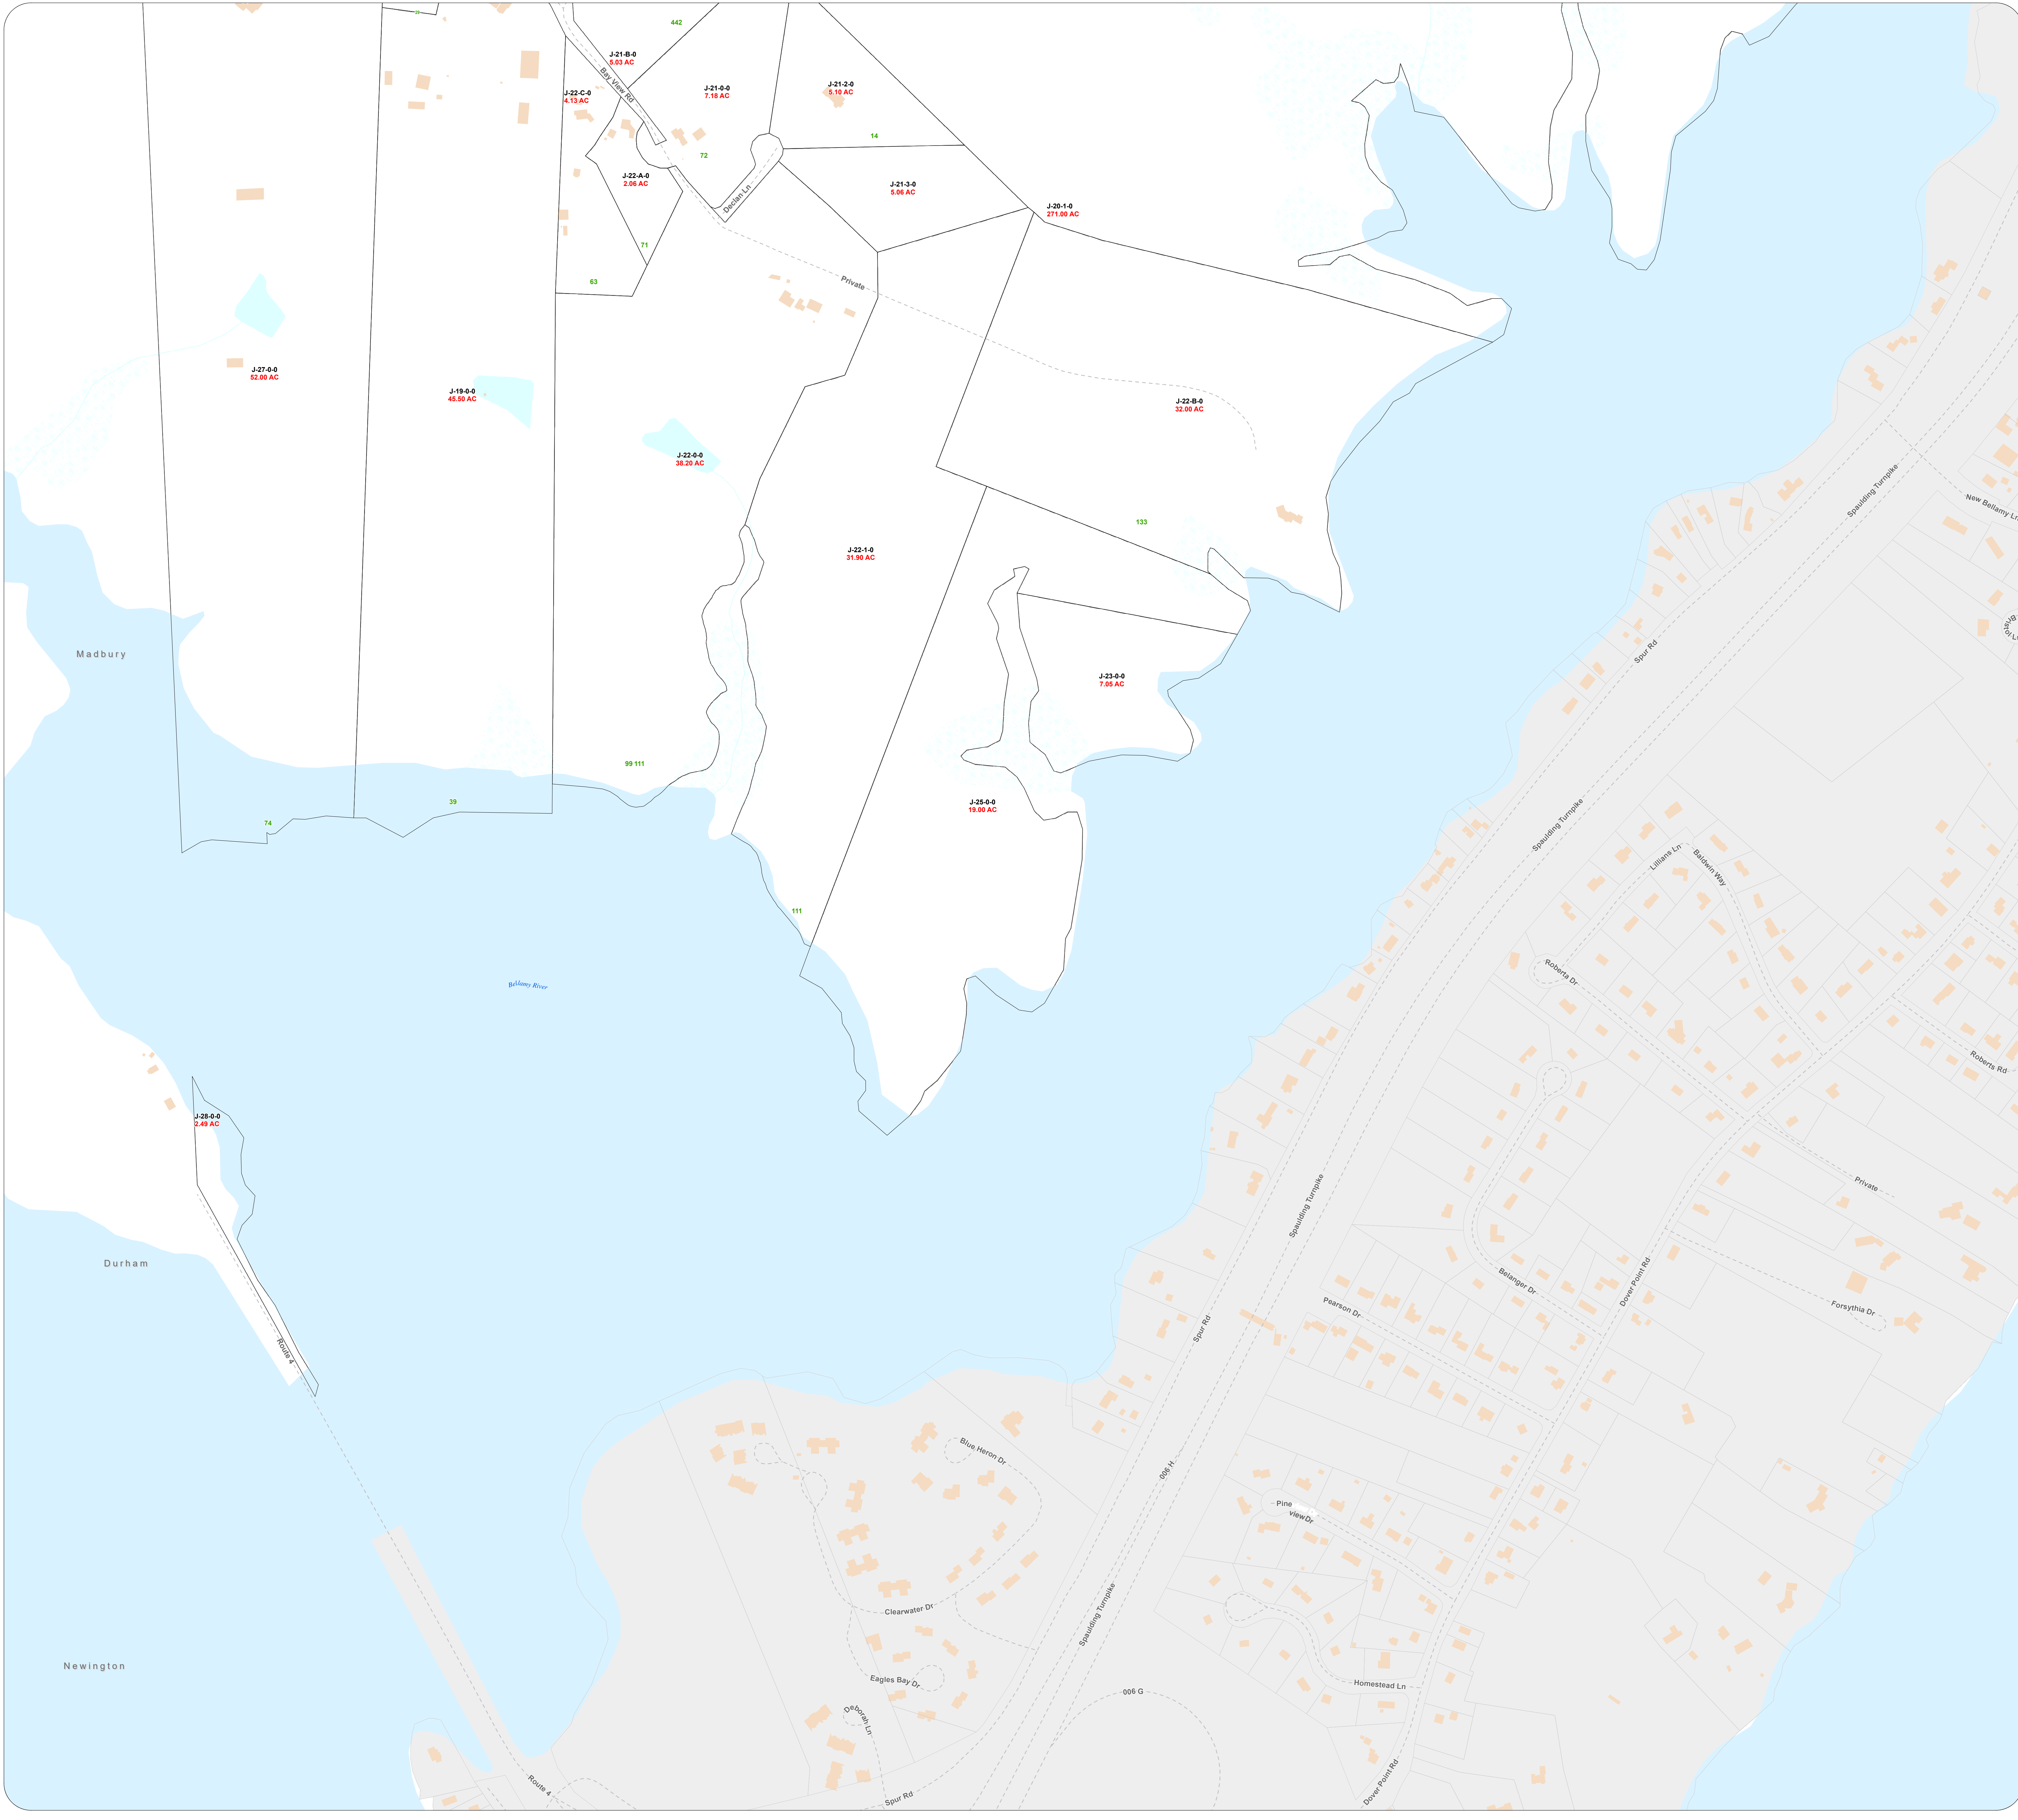 442
J-21-B-0
5.03 AC
Bay View Rd
J-22-C-0
4.13 AC
J-21-0-0
7.18 AC
J-21-2-0
5.10 AC
14
72
J-22-A-0
2.06 AC
Declan Ln
J-21-3-0
5.06 AC
J-20-1-0
271.00 AC
71
63
Private
J-27-0-0
52.00 AC
J-19-0-0
45.50 AC
J-22-B-0
32.00 AC
J-22-0-0
38.20 AC
Spaulding Turnpike
New Bellamy Ln
133
J-22-1-0
31.90 AC
Madbury
Spur Rd
J-23-0-0
7.05 AC
99 111
J-25-0-0
19.00 AC
39
74
Spaulding Turnpike
Lillians Ln
Baldwin Way
111
Bellamy River
Roberta Dr
Roberts Rd
J-28-0-0
2.49 AC
Private
Spaulding Turnpike
Durham
Belanger Dr
Dover Point Rd
Pearson Dr
Forsythia Dr
Spur Rd
Route 4
Blue Heron Dr
006 H
Pine
viewDr
Clearwater Dr
Spaulding Turnpike
Newington
Eagles Bay Dr
Homestead Ln
006 G
Deborah Ln
Route 4
Spur Rd
Dover Point Rd